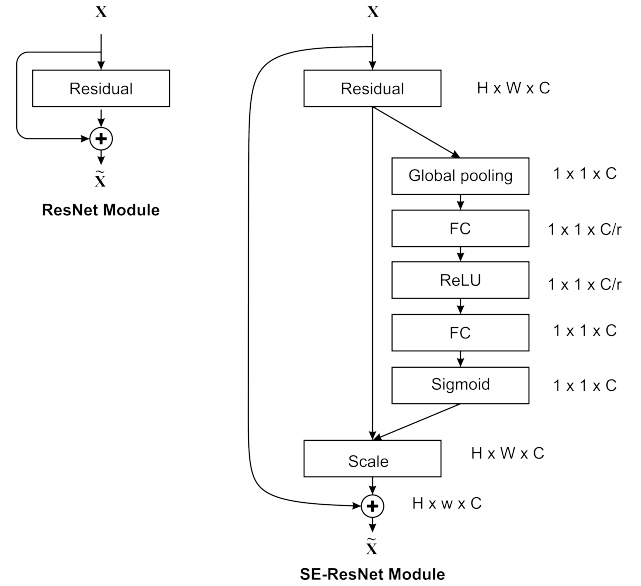 X
Residual
+
X̃
ResNet Module
X
Residual
H x W x C
Global pooling
1 x 1 x C
FC
1 x 1 x C/r
ReLU
1 x 1 x C/r
FC
1 x 1 x C
Sigmoid
1 x 1 x C
Scale
H x W x C
+
H x w x C
X̃
SE-ResNet Module